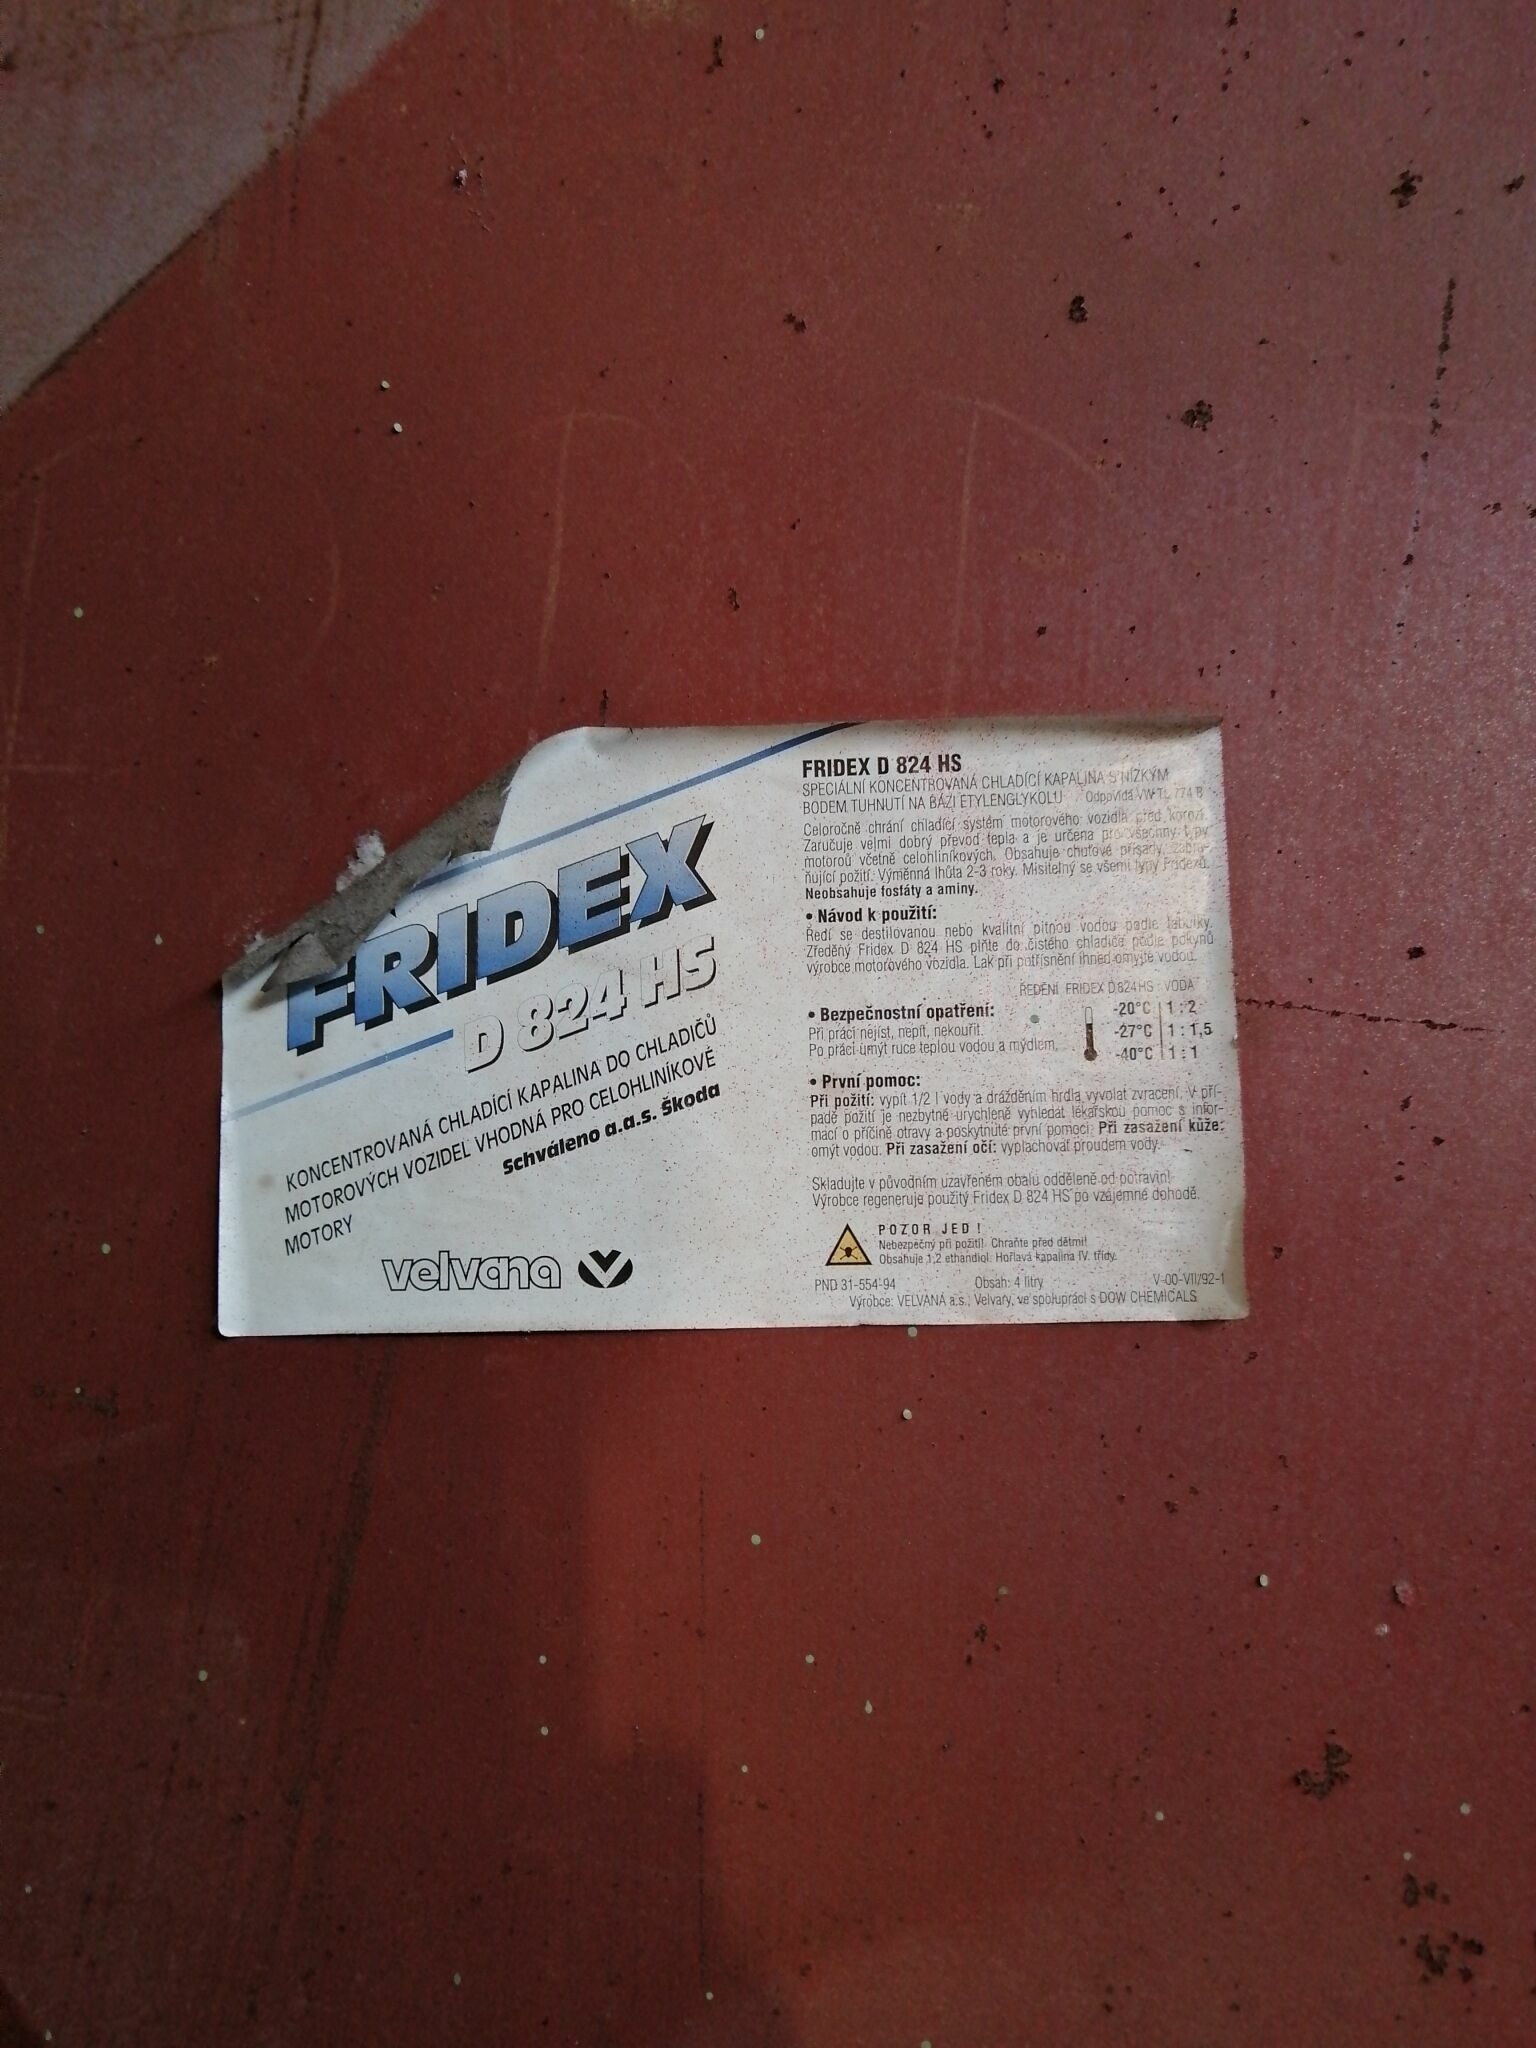 FRIDEX
D 824 HS
KONCENTROVANÁ CHLADÍCÍ KAPALINA DO CHLADIČŮ
MOTOROVÝCH VOZIDEL VHODNÁ PRO CELOHLINÍKOVÉ
MOTORY
Schváleno a.a.s. Škoda
velvana
FRIDEX D 824 HS
SPECIÁLNÍ KONCENTROVANÁ CHLADÍCÍ KAPALINA S NÍZKÝM
BODEM TUHNUTÍ NA BÁZI ETYLENGLYKOLU Odpovídá VW TL 774 B
Celoročně chrání chladící systém motorového vozidla před korozí.
Zaručuje velmi dobrý převod tepla a je určena pro všechny typy
motorů včetně celohliníkových. Obsahuje chuťové přísady, zabra-
ňující požití. Výměnná lhůta 2-3 roky. Misitelný se všemi typy Fridexů.
Neobsahuje fosfáty a aminy.
• Návod k použití:
Ředí se destilovanou nebo kvalitní pitnou vodou podle tabulky.
Zředěný Fridex D 824 HS plňte do čistého chladiče podle pokynů
výrobce motorového vozidla. Lak při potřísnění ihned omyjte vodou.
ŘEDĚNÍ FRIDEX D 824 HS : VODA
• Bezpečnostní opatření:
Při práci nejíst, nepít, nekouřit.
Po práci umýt ruce teplou vodou a mýdlem.
-20°C 1 : 2
-27°C 1 : 1,5
-40°C 1 : 1
• První pomoc:
Při požití: vypít 1/2 l vody a drážděním hrdla vyvolat zvracení. V pří-
padě požití je nezbytné urychleně vyhledat lékařskou pomoc s infor-
mací o příčině otravy a poskytnuté první pomoci. Při zasažení kůže:
omýt vodou. Při zasažení očí: vyplachovat proudem vody.
Skladujte v původním uzavřeném obalu odděleně od potravin!
Výrobce regeneruje použitý Fridex D 824 HS po vzájemné dohodě.
POZOR JED!
Nebezpečný při požití! Chraňte před dětmi!
Obsahuje 1,2 ethandiol. Hořlavá kapalina IV. třídy.
PND 31-554-94 Obsah: 4 litry V-00-VII/92-1
Výrobce: VELVANA a.s., Velvary, ve spolupráci s DOW CHEMICALS